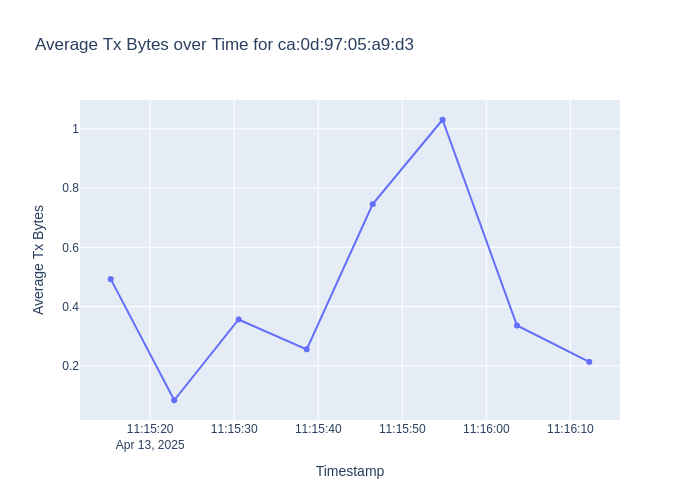 Average Tx Bytes over Time for ca:0d:97:05:a9:d3
Average Tx Bytes
1
0.8
0.6
0.4
0.2
11:15:20
Apr 13, 2025
11:15:30
11:15:40
11:15:50
11:16:00
11:16:10
Timestamp